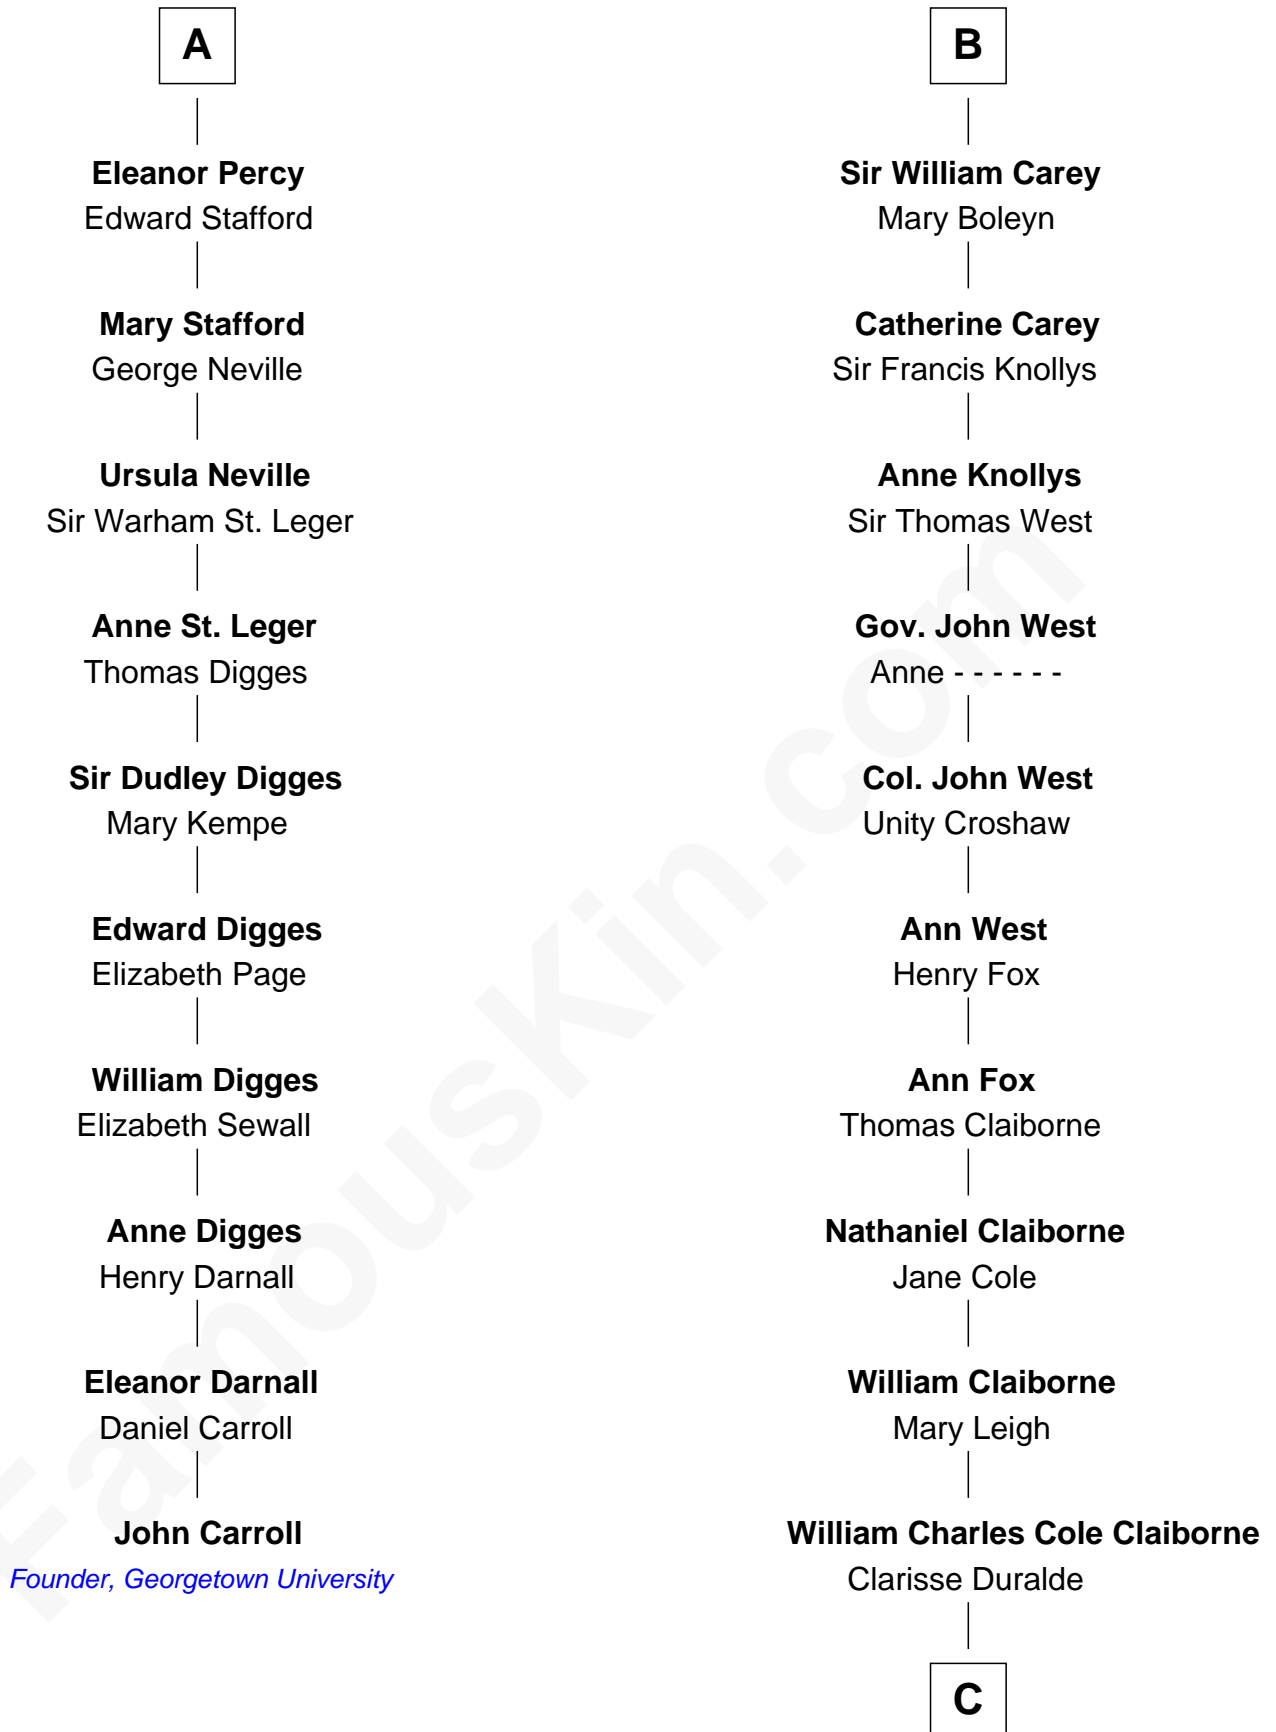 A
Eleanor Percy
Edward Stafford
Mary Stafford
George Neville
Ursula Neville
Sir Warham St. Leger
Anne St. Leger
Thomas Digges
Sir Dudley Digges
Mary Kempe
Edward Digges
Elizabeth Page
William Digges
Elizabeth Sewall
Anne Digges
Henry Darnall
Eleanor Darnall
Daniel Carroll
John Carroll
Founder, Georgetown University
B
Sir William Carey
Mary Boleyn
Catherine Carey
Sir Francis Knollys
Anne Knollys
Sir Thomas West
Gov. John West
Anne - - - - - -
Col. John West
Unity Croshaw
Ann West
Henry Fox
Ann Fox
Thomas Claiborne
Nathaniel Claiborne
Jane Cole
William Claiborne
Mary Leigh
William Charles Cole Claiborne
Clarisse Duralde
C
FamousKin.com